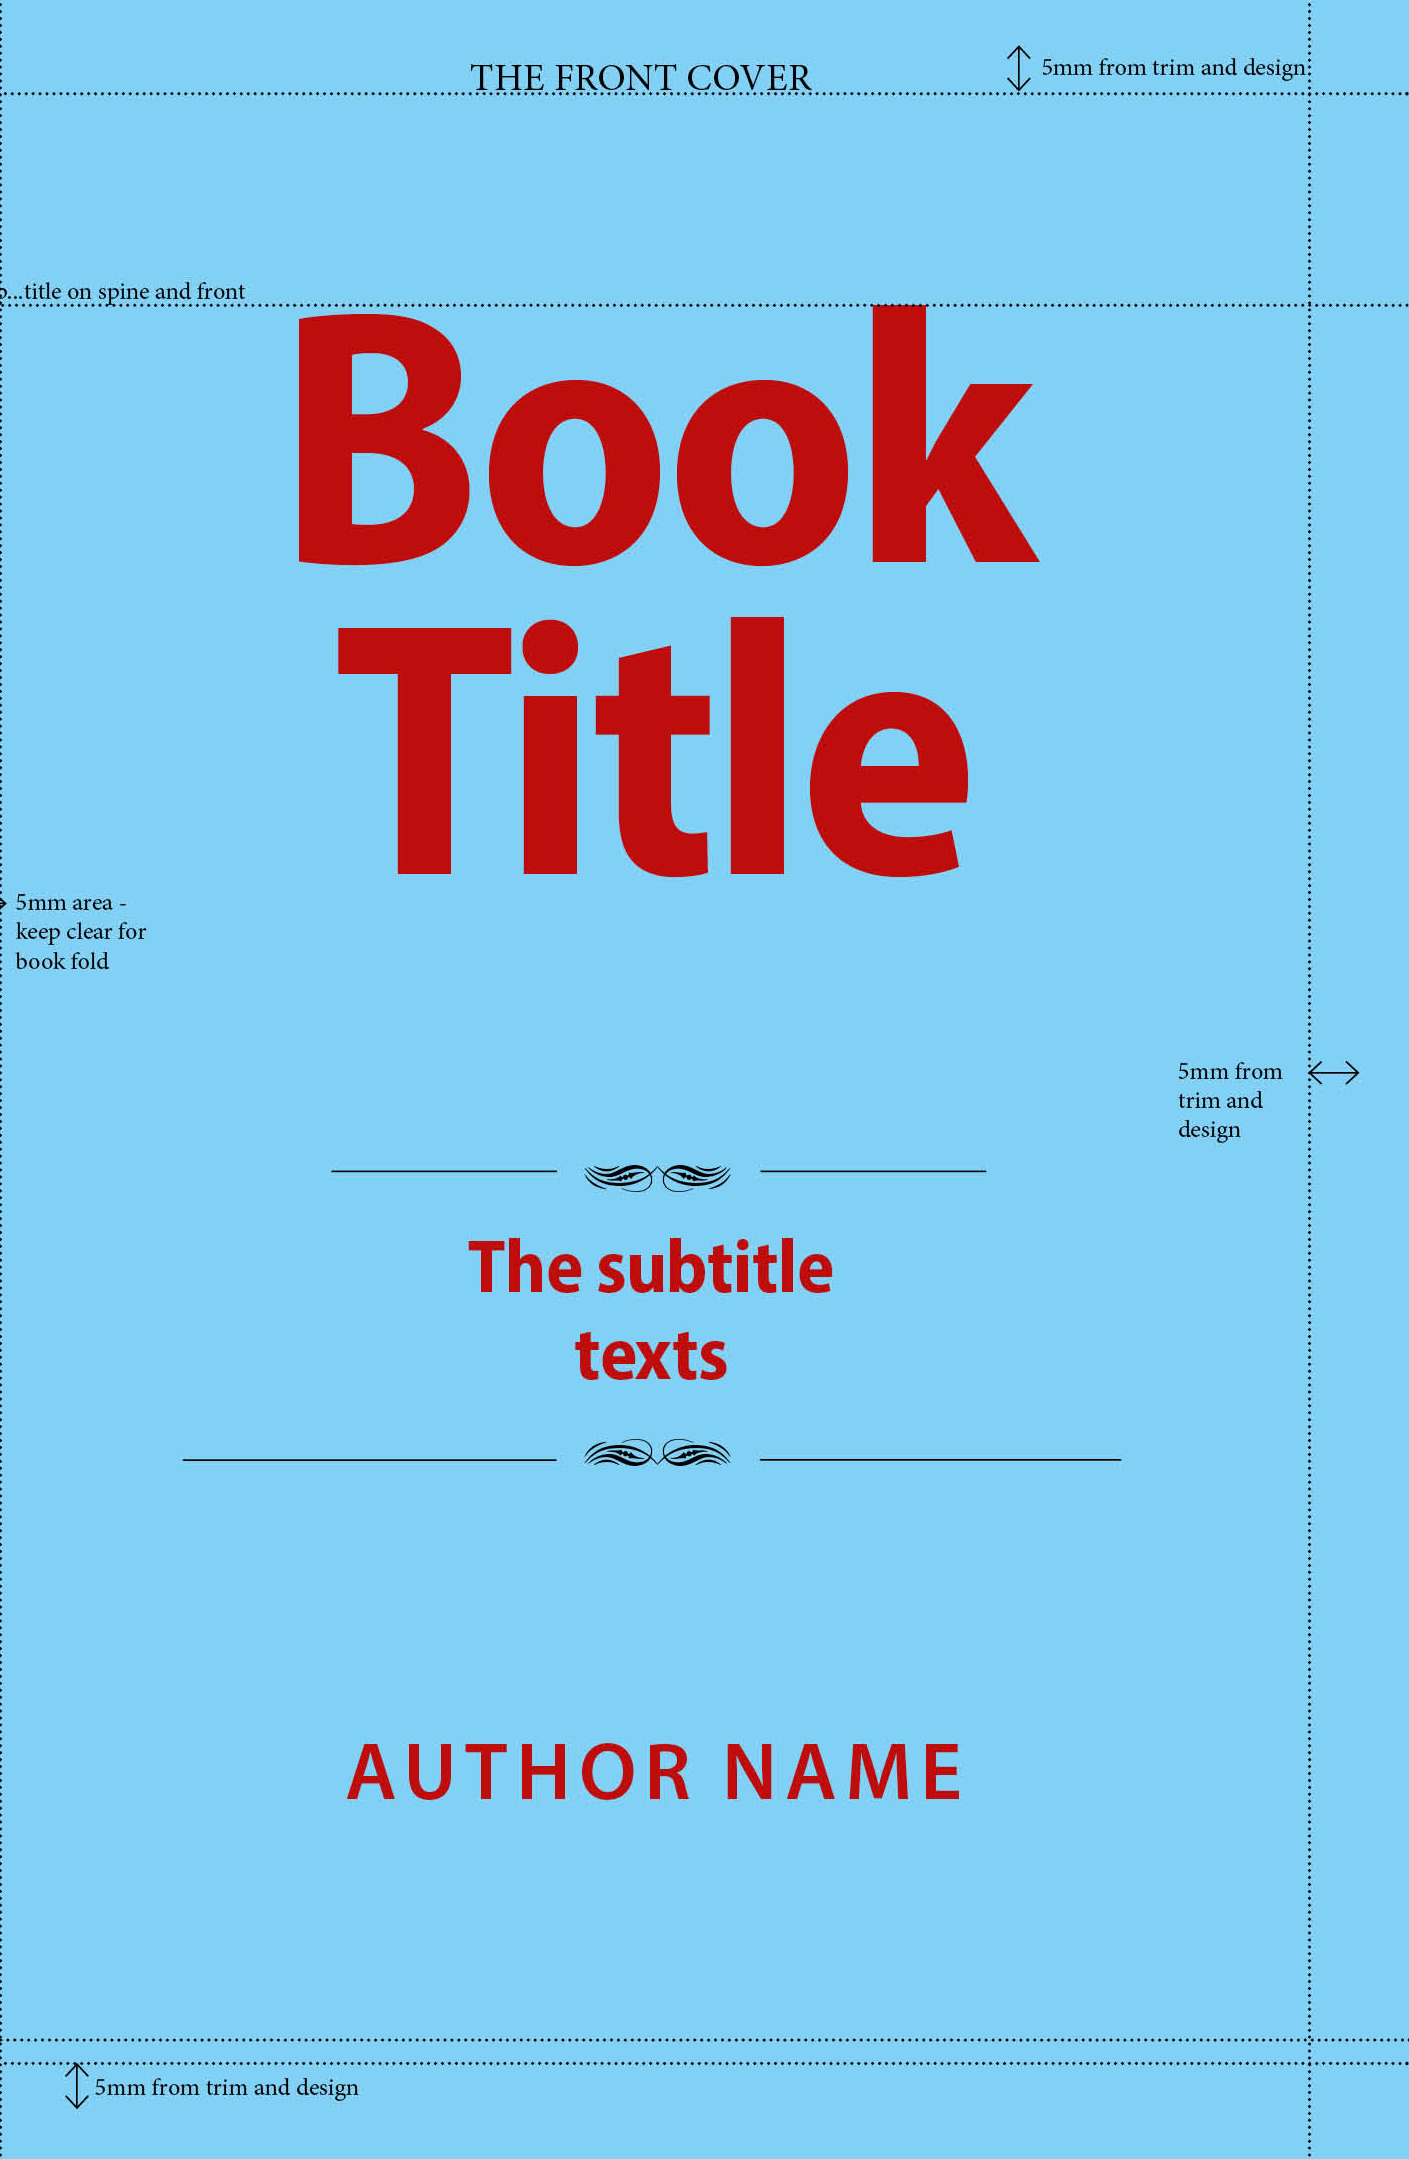 THE FRONT COVER
5mm from trim and design
...title on spine and front
Book
Title
5mm area -
keep clear for
book fold
5mm from
trim and
design
The subtitle
texts
AUTHOR NAME
5mm from trim and design